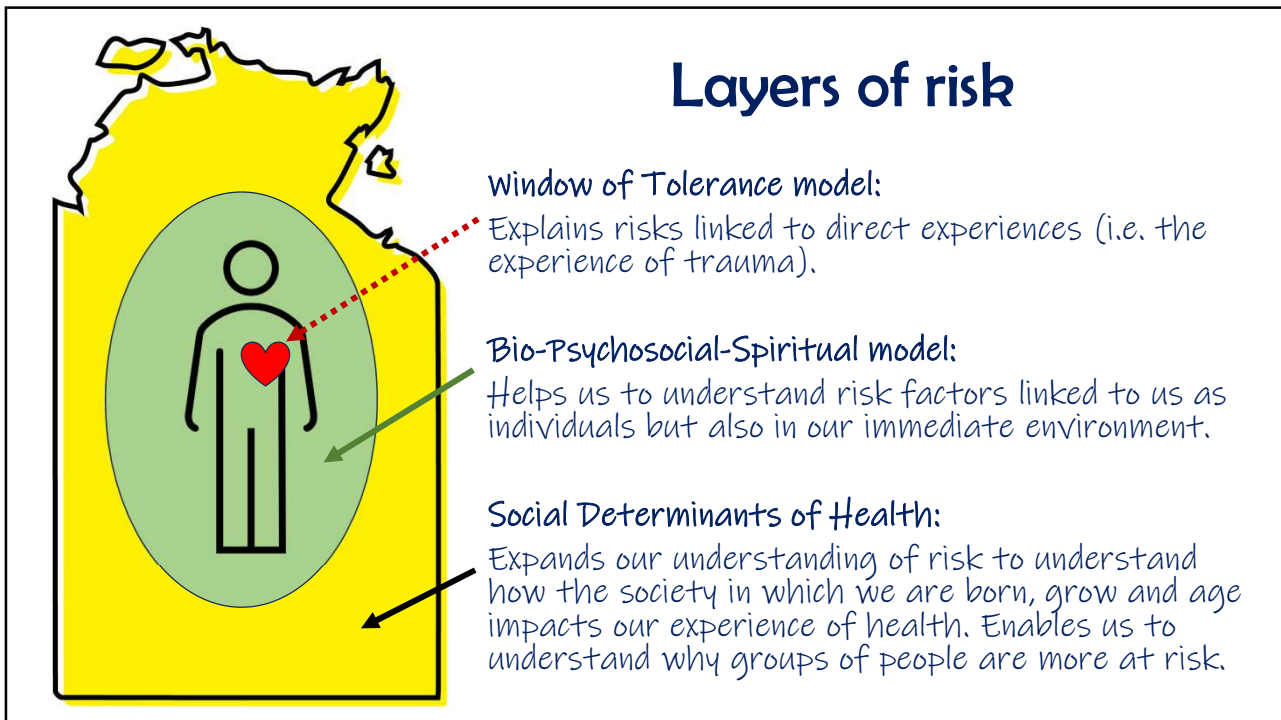 Layers of risk
Window of Tolerance model:
Explains risks linked to direct experiences (i.e. the
experience of trauma).
Bio-Psychosocial-Spiritual model:
Helps us to understand risk factors linked to us as
individuals but also in our immediate environment.
Social Determinants of Health:
Expands our understanding of risk to understand
how the society in which we are born, grow and age
impacts our experience of health. Enables us to
understand why groups of people are more at risk.